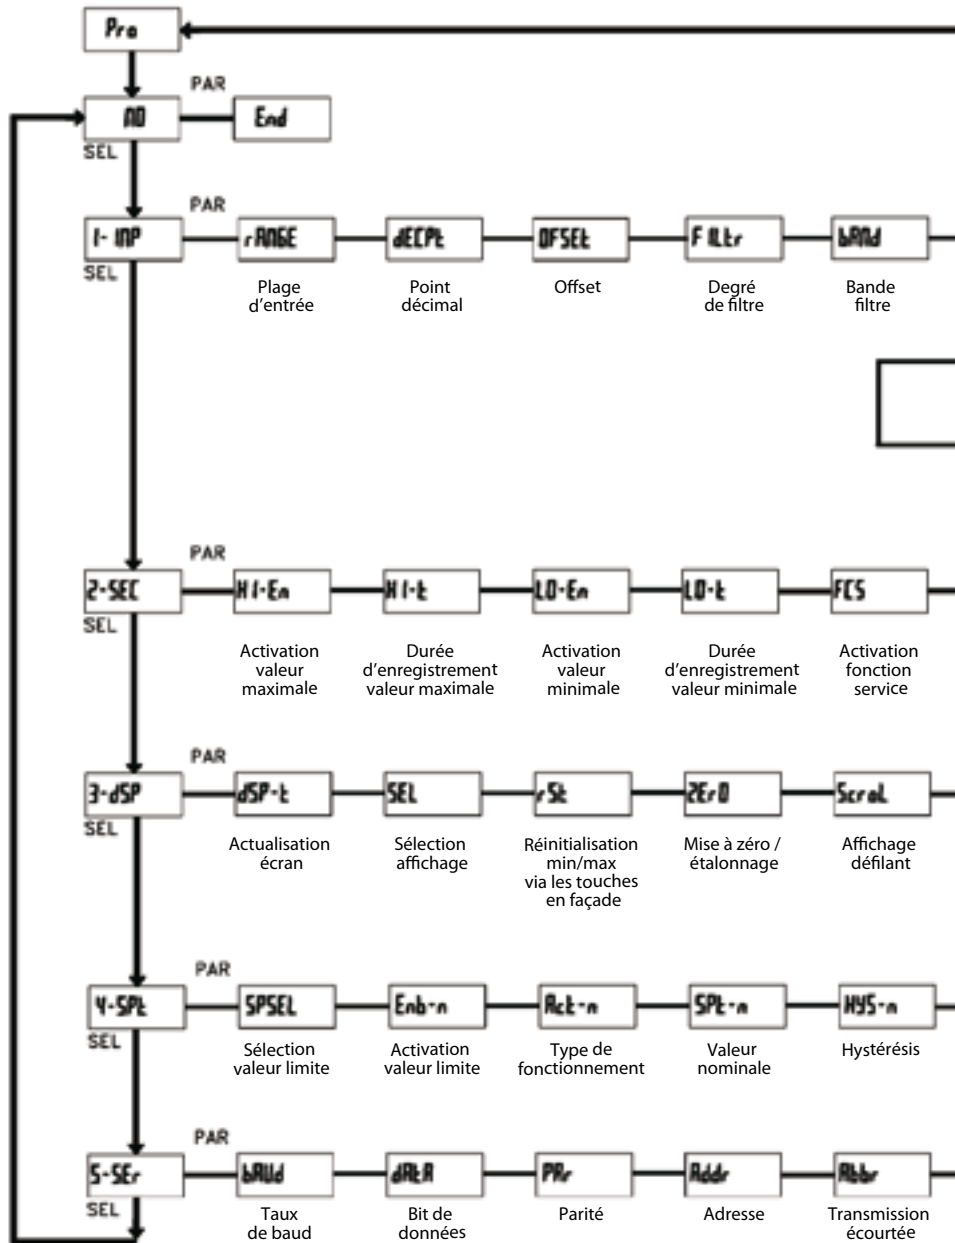 Pro
PAR
NO
End
SEL
PAR
1-INP
rANGE
dECPt
OFSEt
FILtr
bANd
SEL
Plage
d'entrée
Point
décimal
Offset
Degré
de filtre
Bande
filtre
PAR
2-SEC
HI-En
HI-t
LO-En
LO-t
FCS
SEL
Activation
valeur
maximale
Durée
d'enregistrement
valeur maximale
Activation
valeur
minimale
Durée
d'enregistrement
valeur minimale
Activation
fonction
service
PAR
3-dSP
dSP-t
SEL
rSt
ZErO
ScroL
SEL
Actualisation
écran
Sélection
affichage
Réinitialisation
min/max
via les touches
en façade
Mise à zéro /
étalonnage
Affichage
défilant
PAR
4-SPt
SPSEL
Enb-n
Act-n
SPt-n
HYS-n
SEL
Sélection
valeur limite
Activation
valeur limite
Type de
fonctionnement
Valeur
nominale
Hystérésis
PAR
5-SEr
bAUd
dAtA
PAr
Addr
Abbr
SEL
Taux
de baud
Bit de
données
Parité
Adresse
Transmission
écourtée